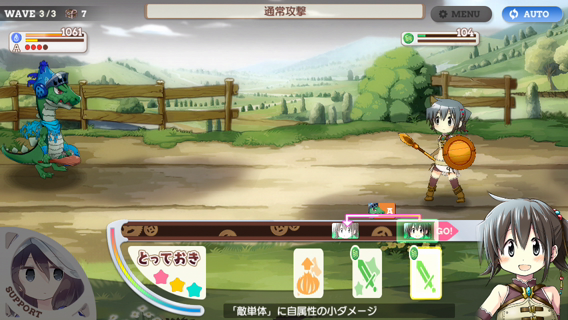 WAVE 3/3 7
通常攻撃
MENU
AUTO
1061
A
104
GO!
とっておき
SUPPORT
「敵単体」に自属性の小ダメージ